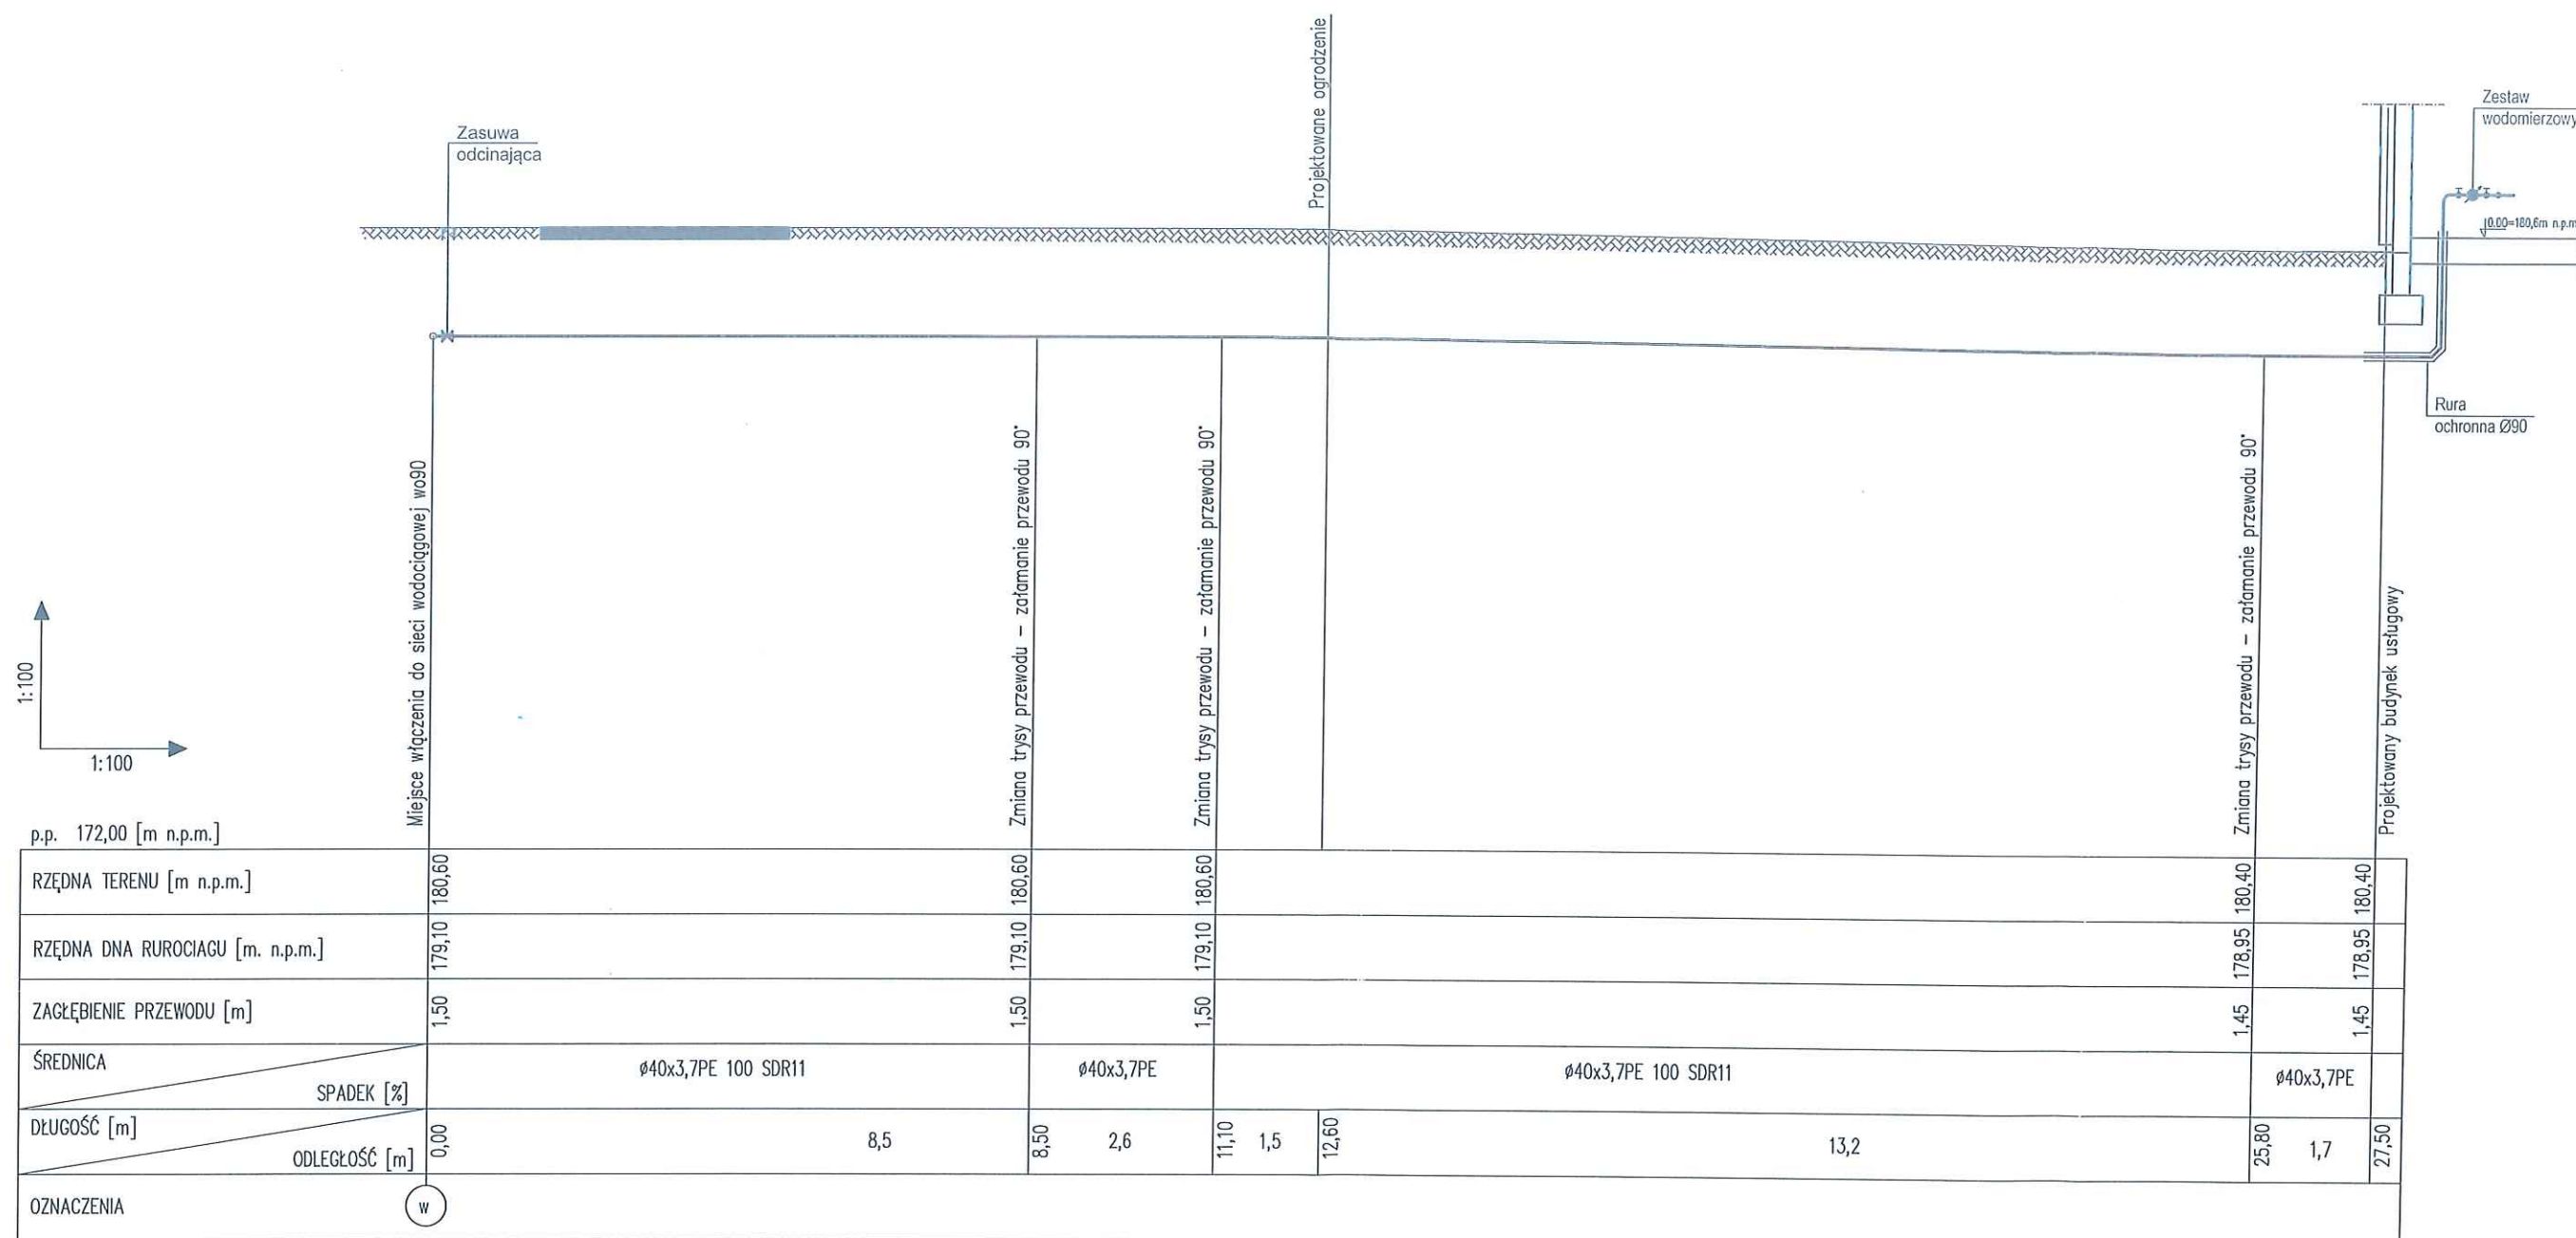 Projektowane ogrodzenie
Zasuwa
odcinająca
Zestaw
wodomierzowy
0.00=180,6m n.p.m
Rura
ochronna Ø90
Miejsce włączenia do sieci wodociągowej wo90
Zmiana trysy przewodu – załamanie przewodu 90°
Zmiana trysy przewodu – załamanie przewodu 90°
Zmiana trysy przewodu – załamanie przewodu 90°
Projektowany budynek usługowy
1:100
1:100
p.p. 172,00 [m n.p.m.]
RZĘDNA TERENU [m n.p.m.] 180,60 180,60 180,60 180,40 180,40
RZĘDNA DNA RUROCIAGU [m. n.p.m.] 179,10 179,10 179,10 178,95 178,95
ZAGŁĘBIENIE PRZEWODU [m] 1,50 1,50 1,50 1,45 1,45
ŚREDNICA
SPADEK [%]
ø40x3,7PE 100 SDR11 ø40x3,7PE ø40x3,7PE 100 SDR11 ø40x3,7PE
DŁUGOŚĆ [m]
ODLEGŁOŚĆ [m]
0,00 8,5 8,50 2,6 11,10 1,5 12,60 13,2 25,80 1,7 27,50
OZNACZENIA
w